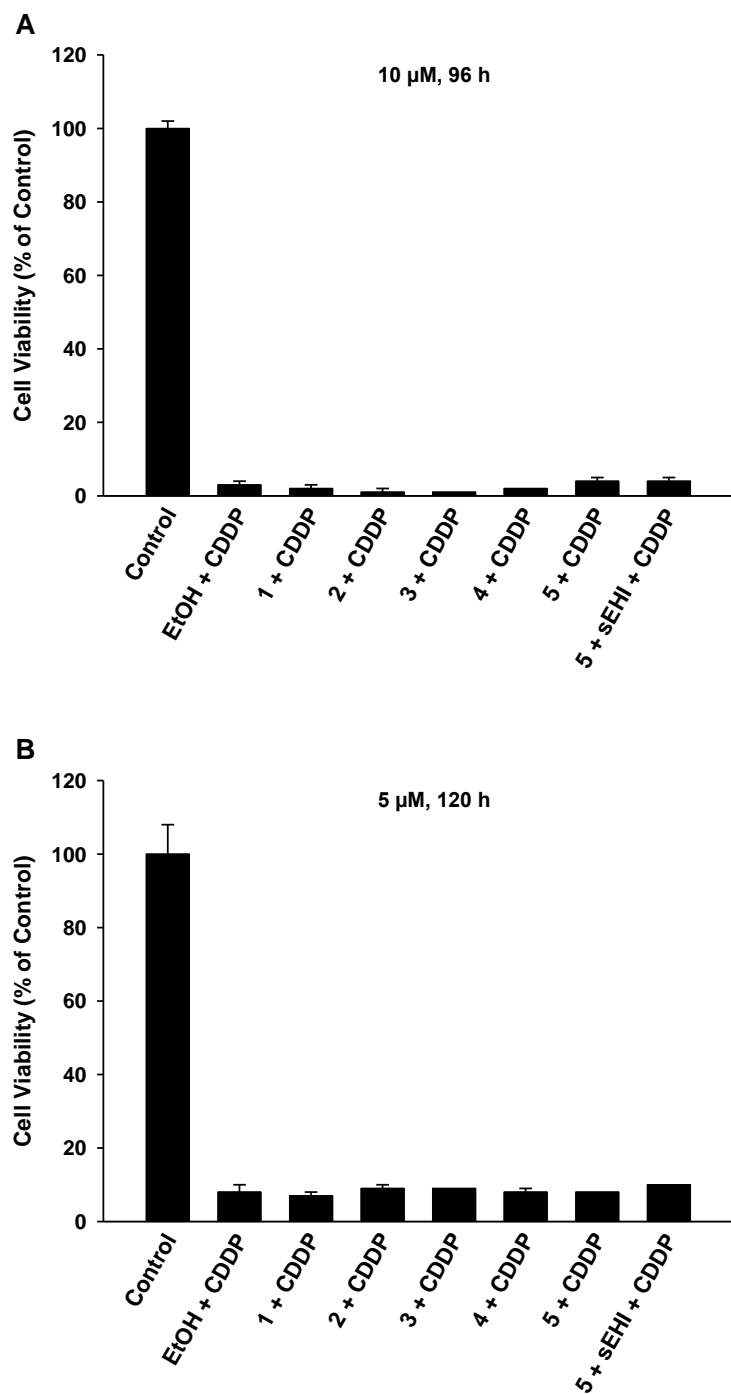 A
10 µM, 96 h
Cell Viability (% of Control)
120
100
80
60
40
20
0
Control
EtOH + CDDP
1 + CDDP
2 + CDDP
3 + CDDP
4 + CDDP
5 + CDDP
5 + sEHI + CDDP
B
5 µM, 120 h
Cell Viability (% of Control)
120
100
80
60
40
20
0
Control
EtOH + CDDP
1 + CDDP
2 + CDDP
3 + CDDP
4 + CDDP
5 + CDDP
5 + sEHI + CDDP